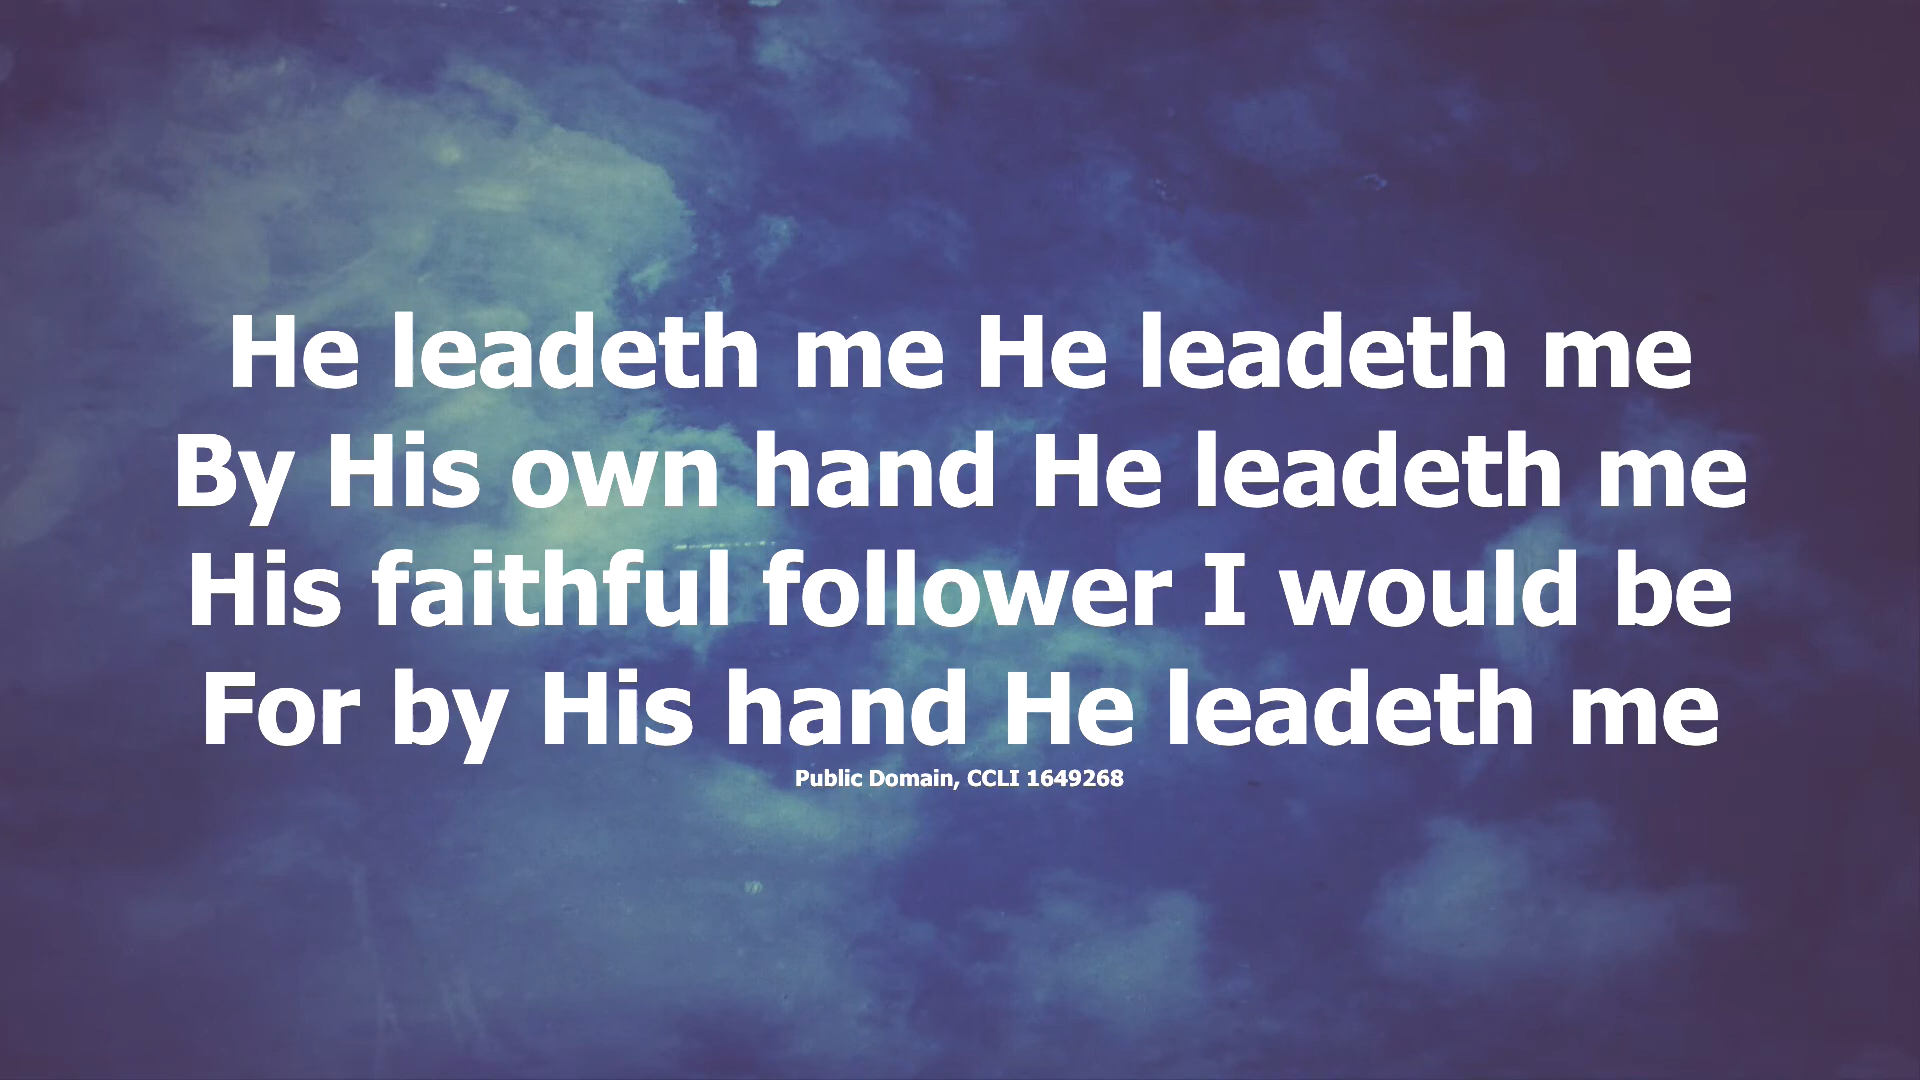 He leadeth me He leadeth me
By His own hand He leadeth me
His faithful follower I would be
For by His hand He leadeth me
Public Domain, CCLI 1649268